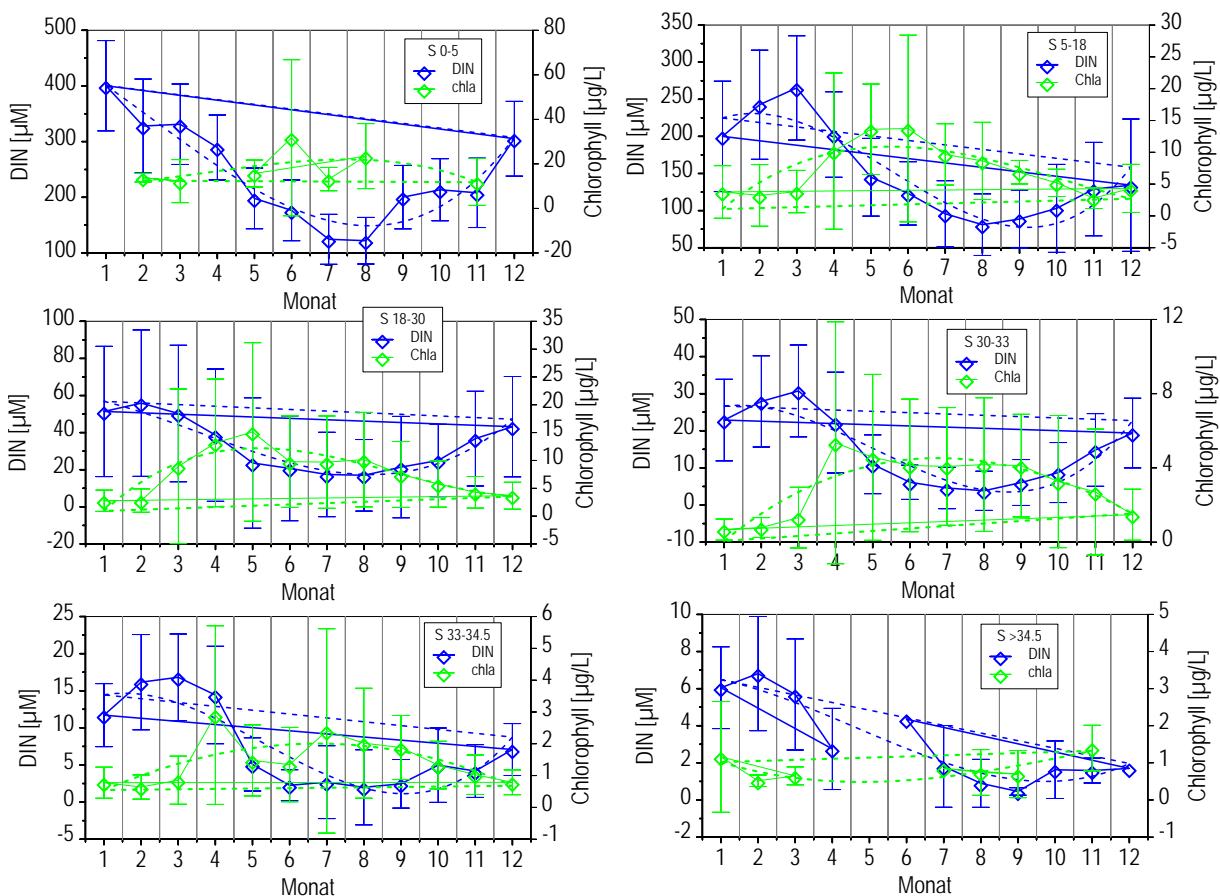 S 0-5
DIN
chla
DIN [µM]
500
400
300
200
100
Chlorophyll [µg/L]
80
60
40
20
0
-20
1 2 3 4 5 6 7 8 9 10 11 12
Monat
S 5-18
DIN
Chla
DIN [µM]
350
300
250
200
150
100
50
Chlorophyll [µg/L]
30
25
20
15
10
5
0
-5
1 2 3 4 5 6 7 8 9 10 11 12
Monat
S 18-30
DIN
Chla
DIN [µM]
100
80
60
40
20
0
-20
Chlorophyll [µg/L]
35
30
25
20
15
10
5
0
-5
1 2 3 4 5 6 7 8 9 10 11 12
Monat
S 30-33
DIN
Chla
DIN [µM]
50
40
30
20
10
0
-10
Chlorophyll [µg/L]
12
8
4
0
1 2 3 4 5 6 7 8 9 10 11 12
Monat
S 33-34.5
DIN
chla
DIN [µM]
25
20
15
10
5
0
-5
Chlorophyll [µg/L]
6
5
4
3
2
1
0
-1
1 2 3 4 5 6 7 8 9 10 11 12
Monat
S >34.5
DIN
chla
DIN [µM]
10
8
6
4
2
0
-2
Chlorophyll [µg/L]
5
4
3
2
1
0
-1
1 2 3 4 5 6 7 8 9 10 11 12
Monat